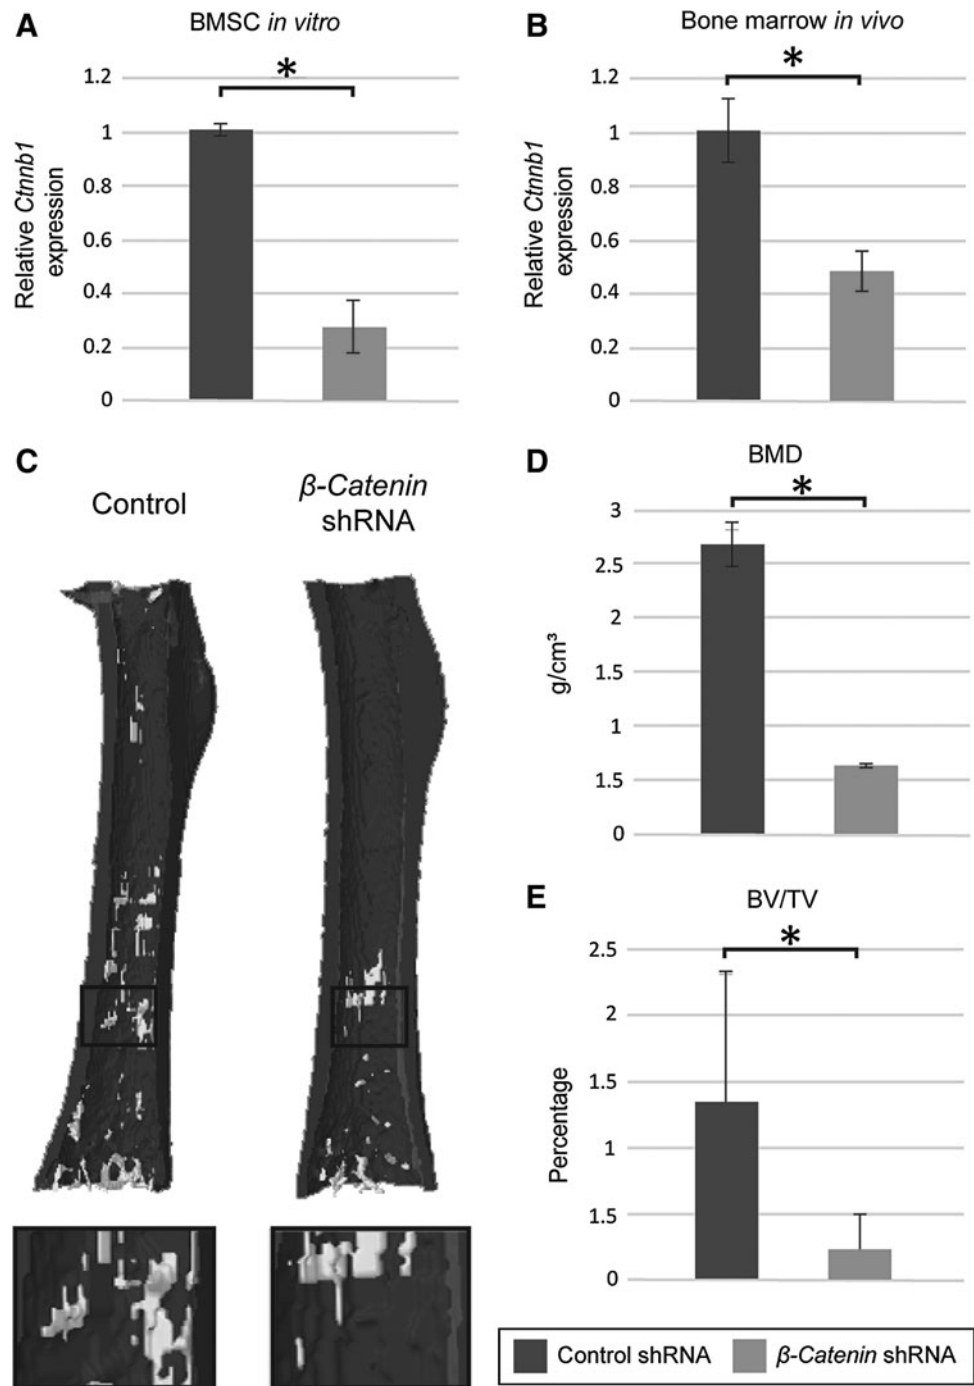 A
BMSC in vitro
*
1.2
1
0.8
0.6
0.4
0.2
0
Relative Ctnnb1
expression
B
Bone marrow in vivo
*
1.2
1
0.8
0.6
0.4
0.2
0
Relative Ctnnb1
expression
C
Control
β-Catenin
shRNA
D
BMD
*
3
2.5
2
1.5
1
1.5
0
g/cm³
E
BV/TV
*
2.5
2
1.5
1
1.5
0
Percentage
Control shRNA
β-Catenin shRNA